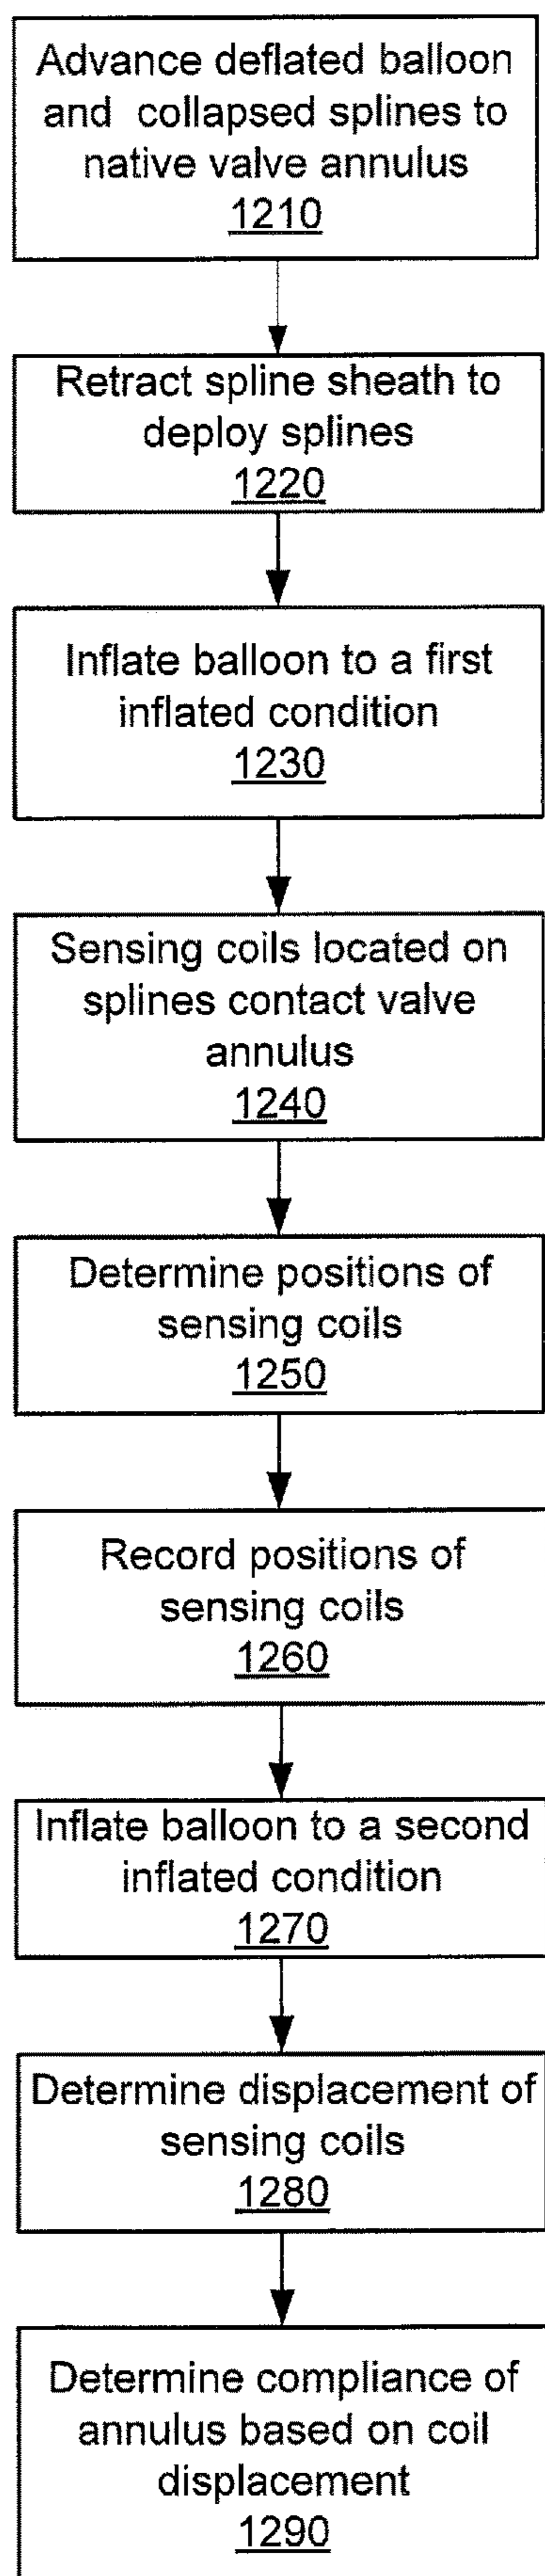 Advance deflated balloon
and collapsed splines to
native valve annulus
1210
Retract spline sheath to
deploy splines
1220
Inflate balloon to a first
inflated condition
1230
Sensing coils located on
splines contact valve
annulus
1240
Determine positions of
sensing coils
1250
Record positions of
sensing coils
1260
Inflate balloon to a second
inflated condition
1270
Determine displacement of
sensing coils
1280
Determine compliance of
annulus based on coil
displacement
1290